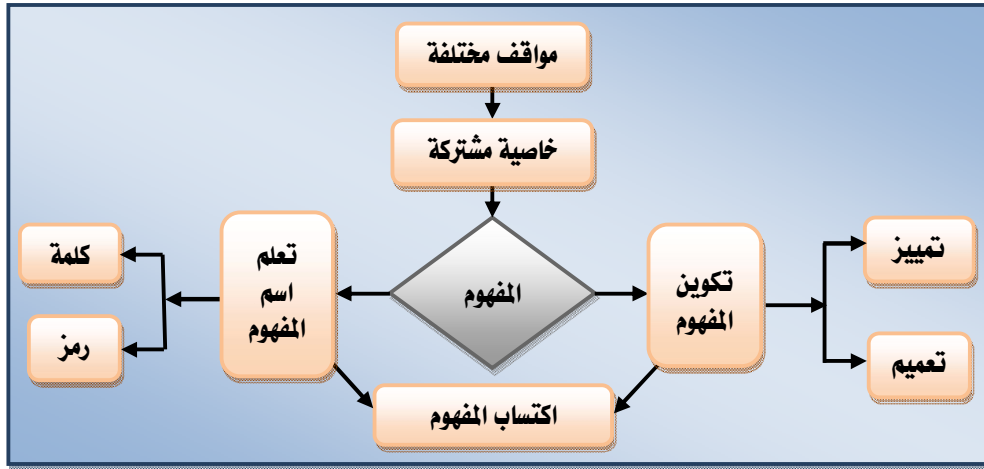 مواقف مختلفة
خاصية مشتركة
المفهوم
تكوين
المفهوم
تمييز
تعميم
تعلم
اسم
المفهوم
كلمة
رمز
اكتساب المفهوم